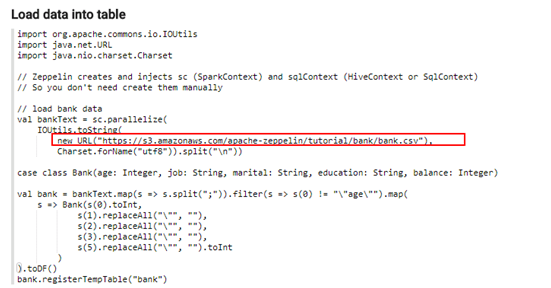 Load data into table
import org.apache.commons.io.IOUtils
import java.net.URL
import java.nio.charset.Charset
// Zeppelin creates and injects sc (SparkContext) and sqlContext (HiveContext or SqlContext)
// So you don't need create them manually
// load bank data
val bankText = sc.parallelize(
IOUtils.toString(
new URL("https://s3.amazonaws.com/apache-zeppelin/tutorial/bank/bank.csv"),
Charset.forName("utf8")).split("\n"))
case class Bank(age: Integer, job: String, marital: String, education: String, balance: Integer)
val bank = bankText.map(s => s.split(";")).filter(s => s(0) != "\"age\"").map(
s => Bank(s(0).toInt,
s(1).replaceAll("\"", ""),
s(2).replaceAll("\"", ""),
s(3).replaceAll("\"", ""),
s(5).replaceAll("\"", "").toInt
)
).toDF()
bank.registerTempTable("bank")